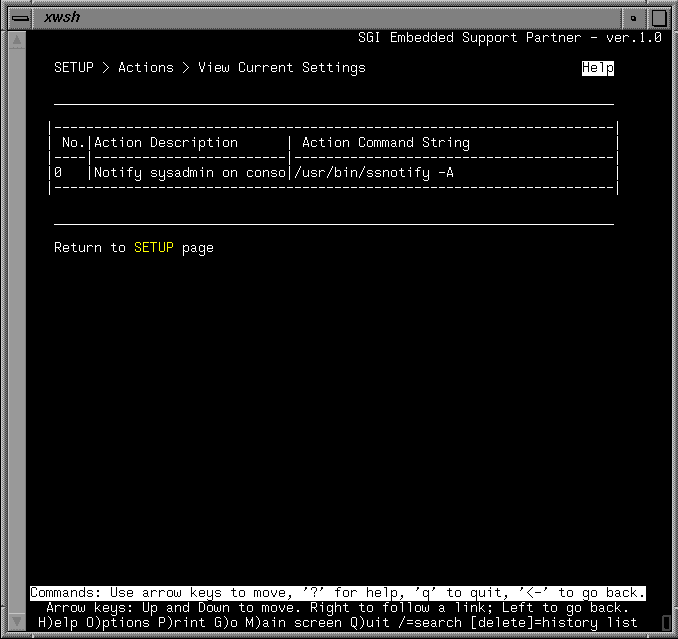 xwsh
SGI Embedded Support Partner - ver.1.0
SETUP > Actions > View Current Settings Help
No.|Action Description | Action Command String
0 |Notify sysadmin on conso|/usr/bin/ssnotify -A
Return to SETUP page
Commands: Use arrow keys to move, '?' for help, 'q' to quit, '<-' to go back.
Arrow keys: Up and Down to move. Right to follow a link; Left to go back.
H)elp O)ptions P)rint G)o M)ain screen Q)uit /=search [delete]=history list